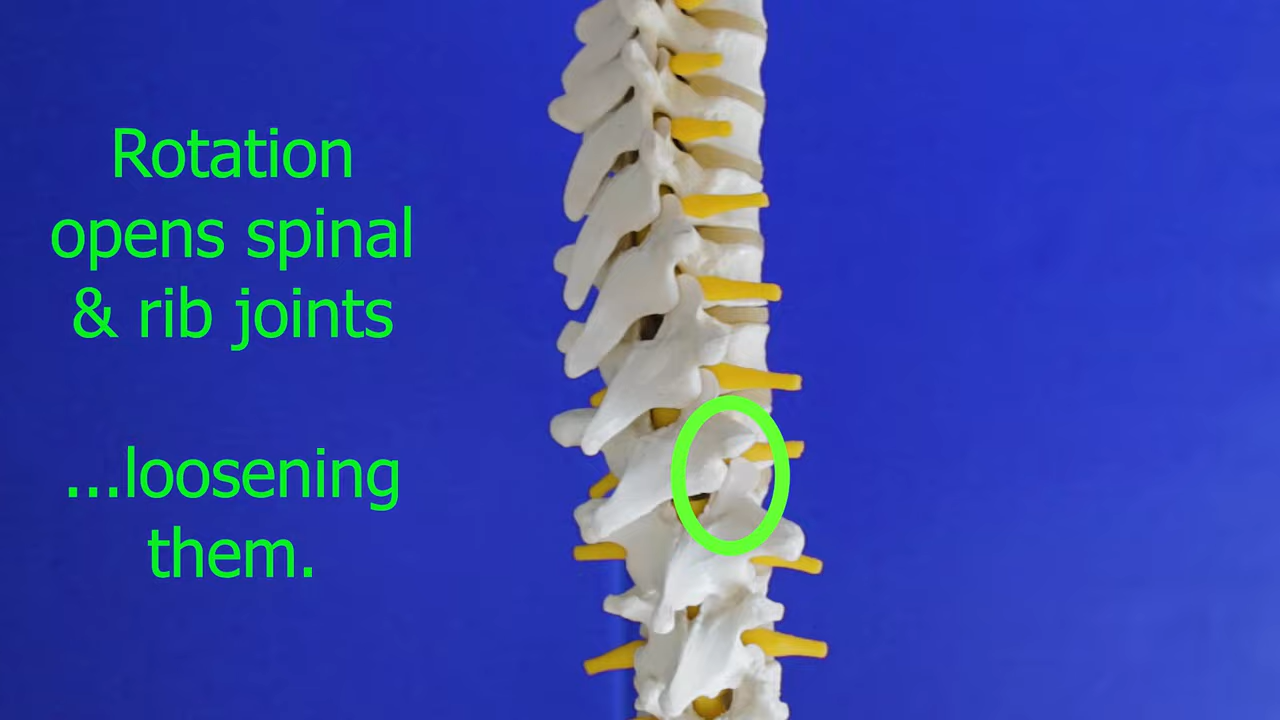 Rotation
opens spinal
& rib joints
...loosening
them.